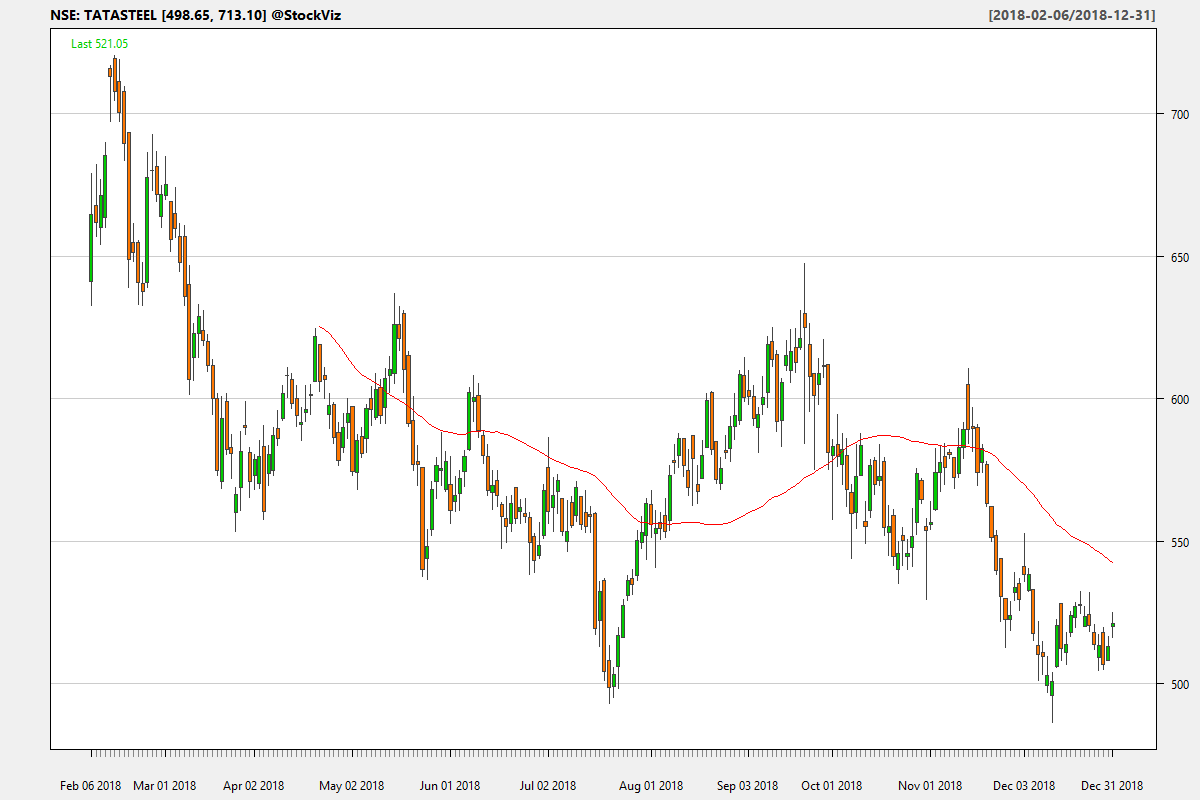 NSE: TATASTEEL [498.65, 713.10] @StockViz [2018-02-06/2018-12-31]
Last 521.05
700
650
600
550
500
Feb 06 2018 Mar 01 2018 Apr 02 2018 May 02 2018 Jun 01 2018 Jul 02 2018 Aug 01 2018 Sep 03 2018 Oct 01 2018 Nov 01 2018 Dec 03 2018 Dec 31 2018